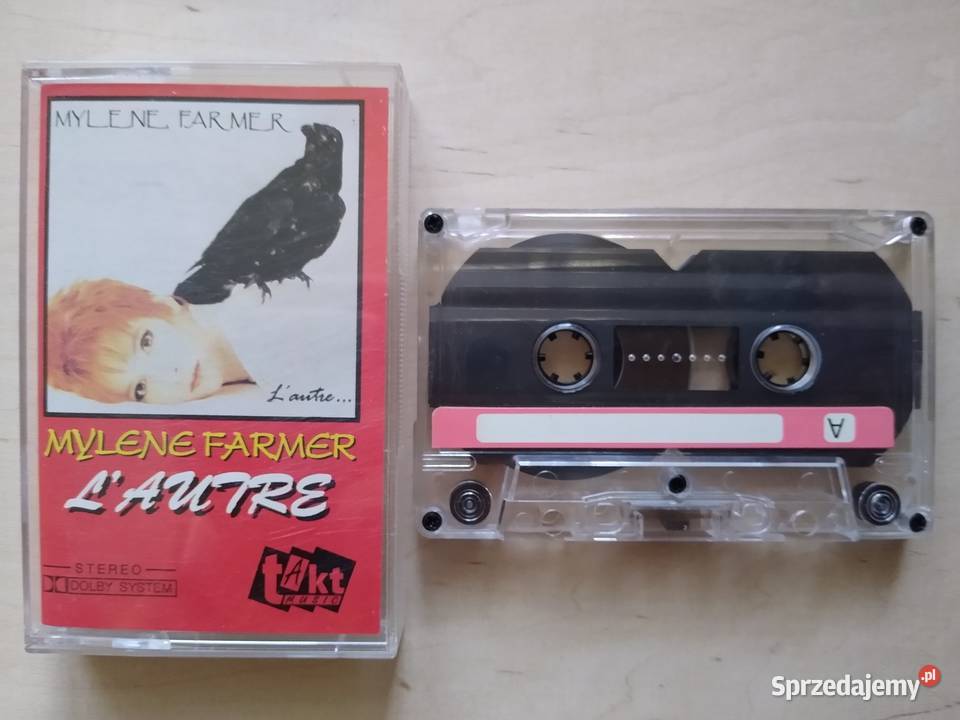 MYLENE FARMER
L'autre...
MYLENE FARMER
L'AUTRE
STEREO
DOLBY SYSTEM
takt
MUSIC
A
Sprzedajemy.pl